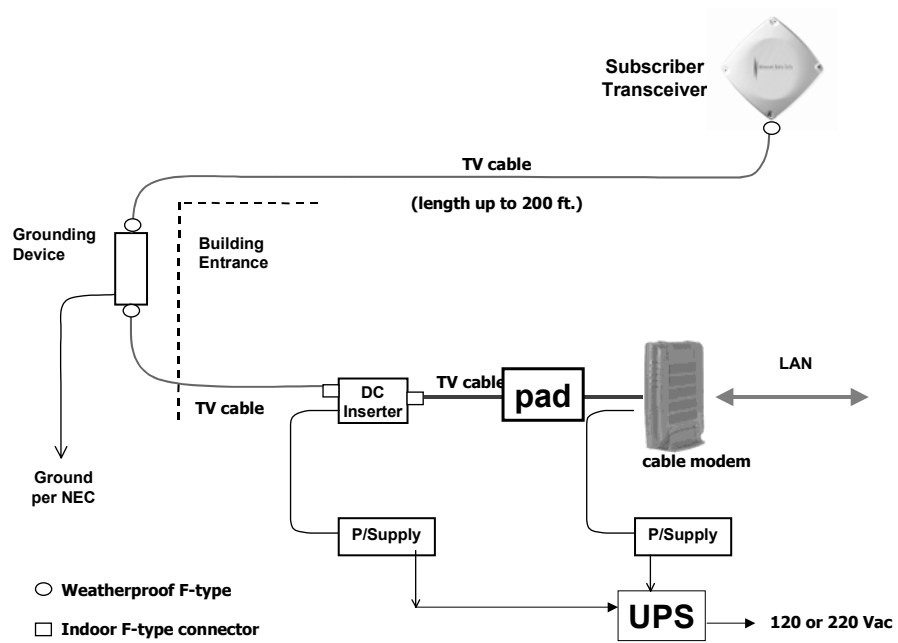 Subscriber
Transceiver
TV cable
(length up to 200 ft.)
Grounding
Device
Building
Entrance
LAN
TV cable
DC
Inserter
TV cable
pad
cable modem
Ground
per NEC
P/Supply
P/Supply
Weatherproof F-type
UPS
120 or 220 Vac
Indoor F-type connector